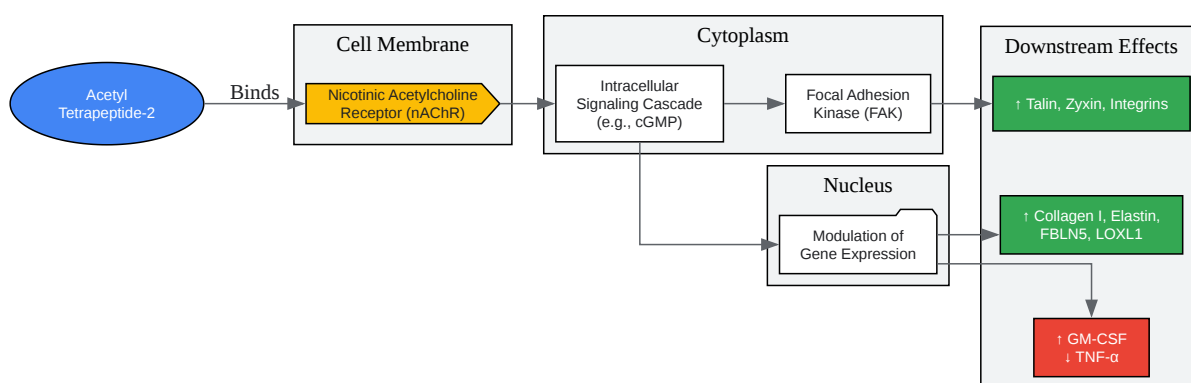 Acetyl
Tetrapeptide-2
Binds
Cell Membrane
Nicotinic Acetylcholine
Receptor (nAChR)
Cytoplasm
Intracellular
Signaling Cascade
(e.g., cGMP)
Focal Adhesion
Kinase (FAK)
Nucleus
Modulation of
Gene Expression
Downstream Effects
↑ Talin, Zyxin, Integrins
↑ Collagen I, Elastin,
FBLN5, LOXL1
↑ GM-CSF
↓ TNF-α